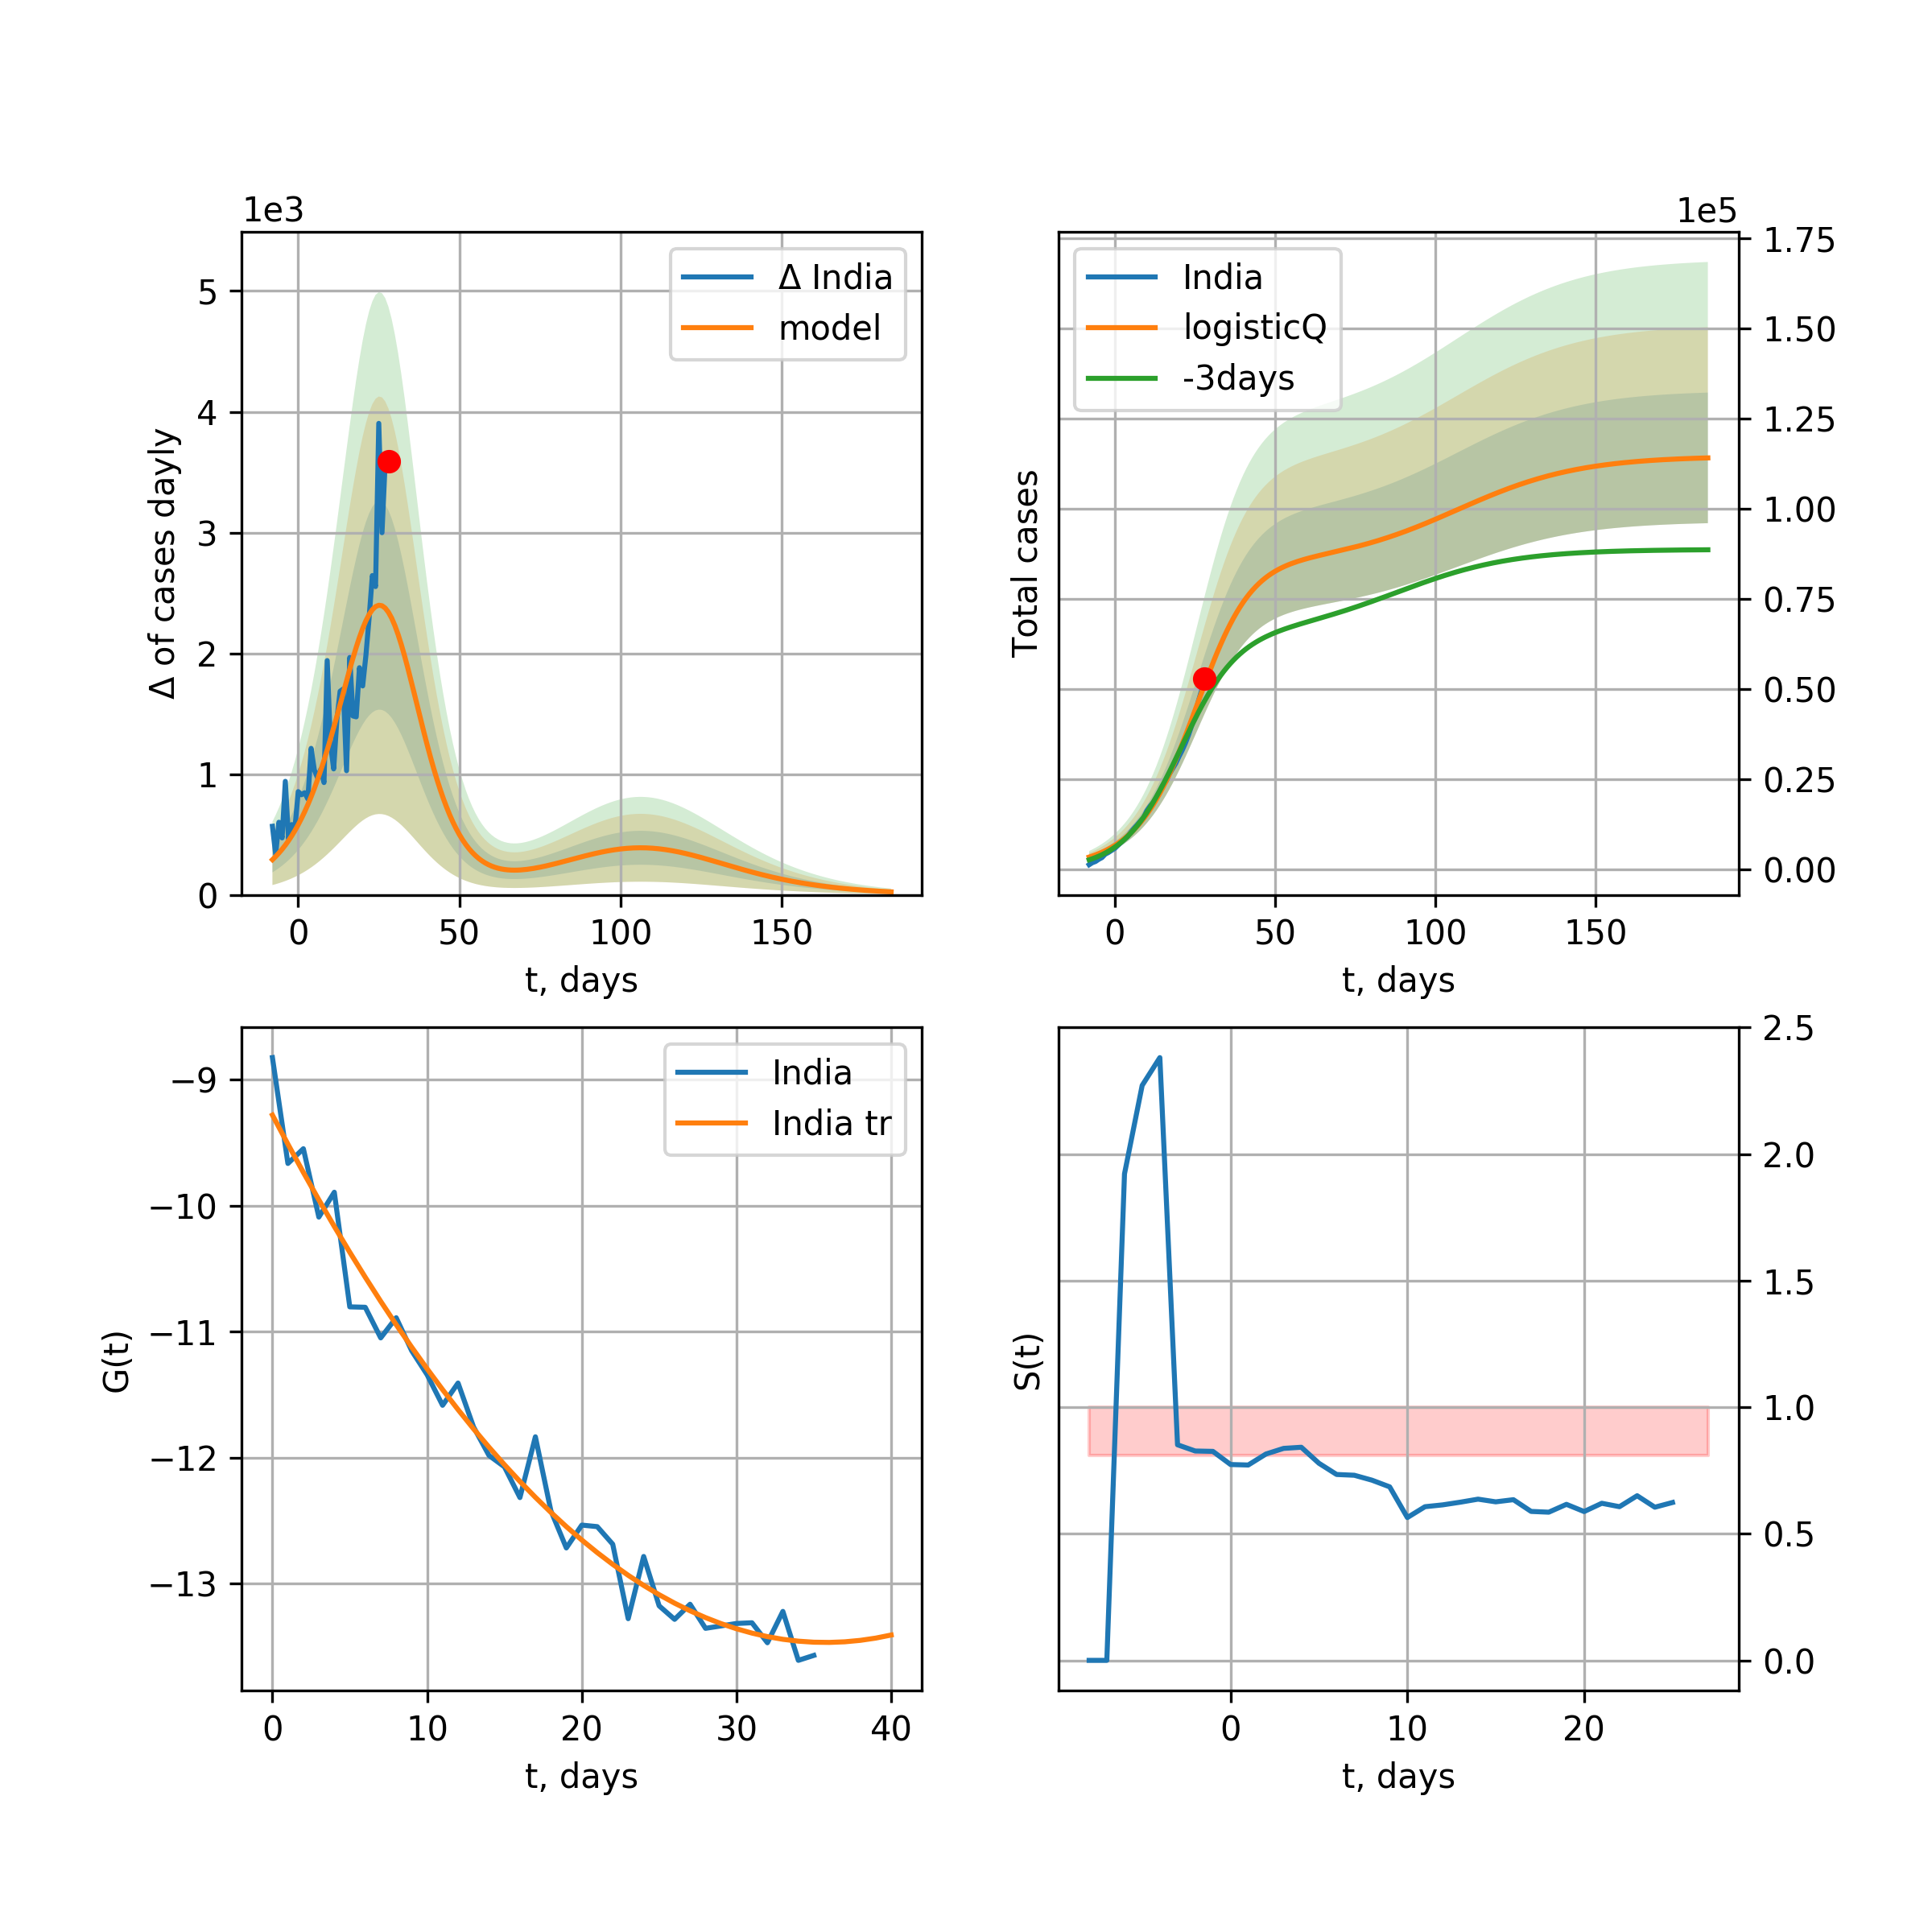 1e3
Δ of cases dayly
5
4
3
2
1
0
Δ India
model
0 50 100 150
t, days
1e5
Total cases
India
logisticQ
-3days
1.75
1.50
1.25
1.00
0.75
0.50
0.25
0.00
0 50 100 150
t, days
G(t)
−9
−10
−11
−12
−13
India
India tr
0 10 20 30 40
t, days
S(t)
2.5
2.0
1.5
1.0
0.5
0.0
0 10 20
t, days